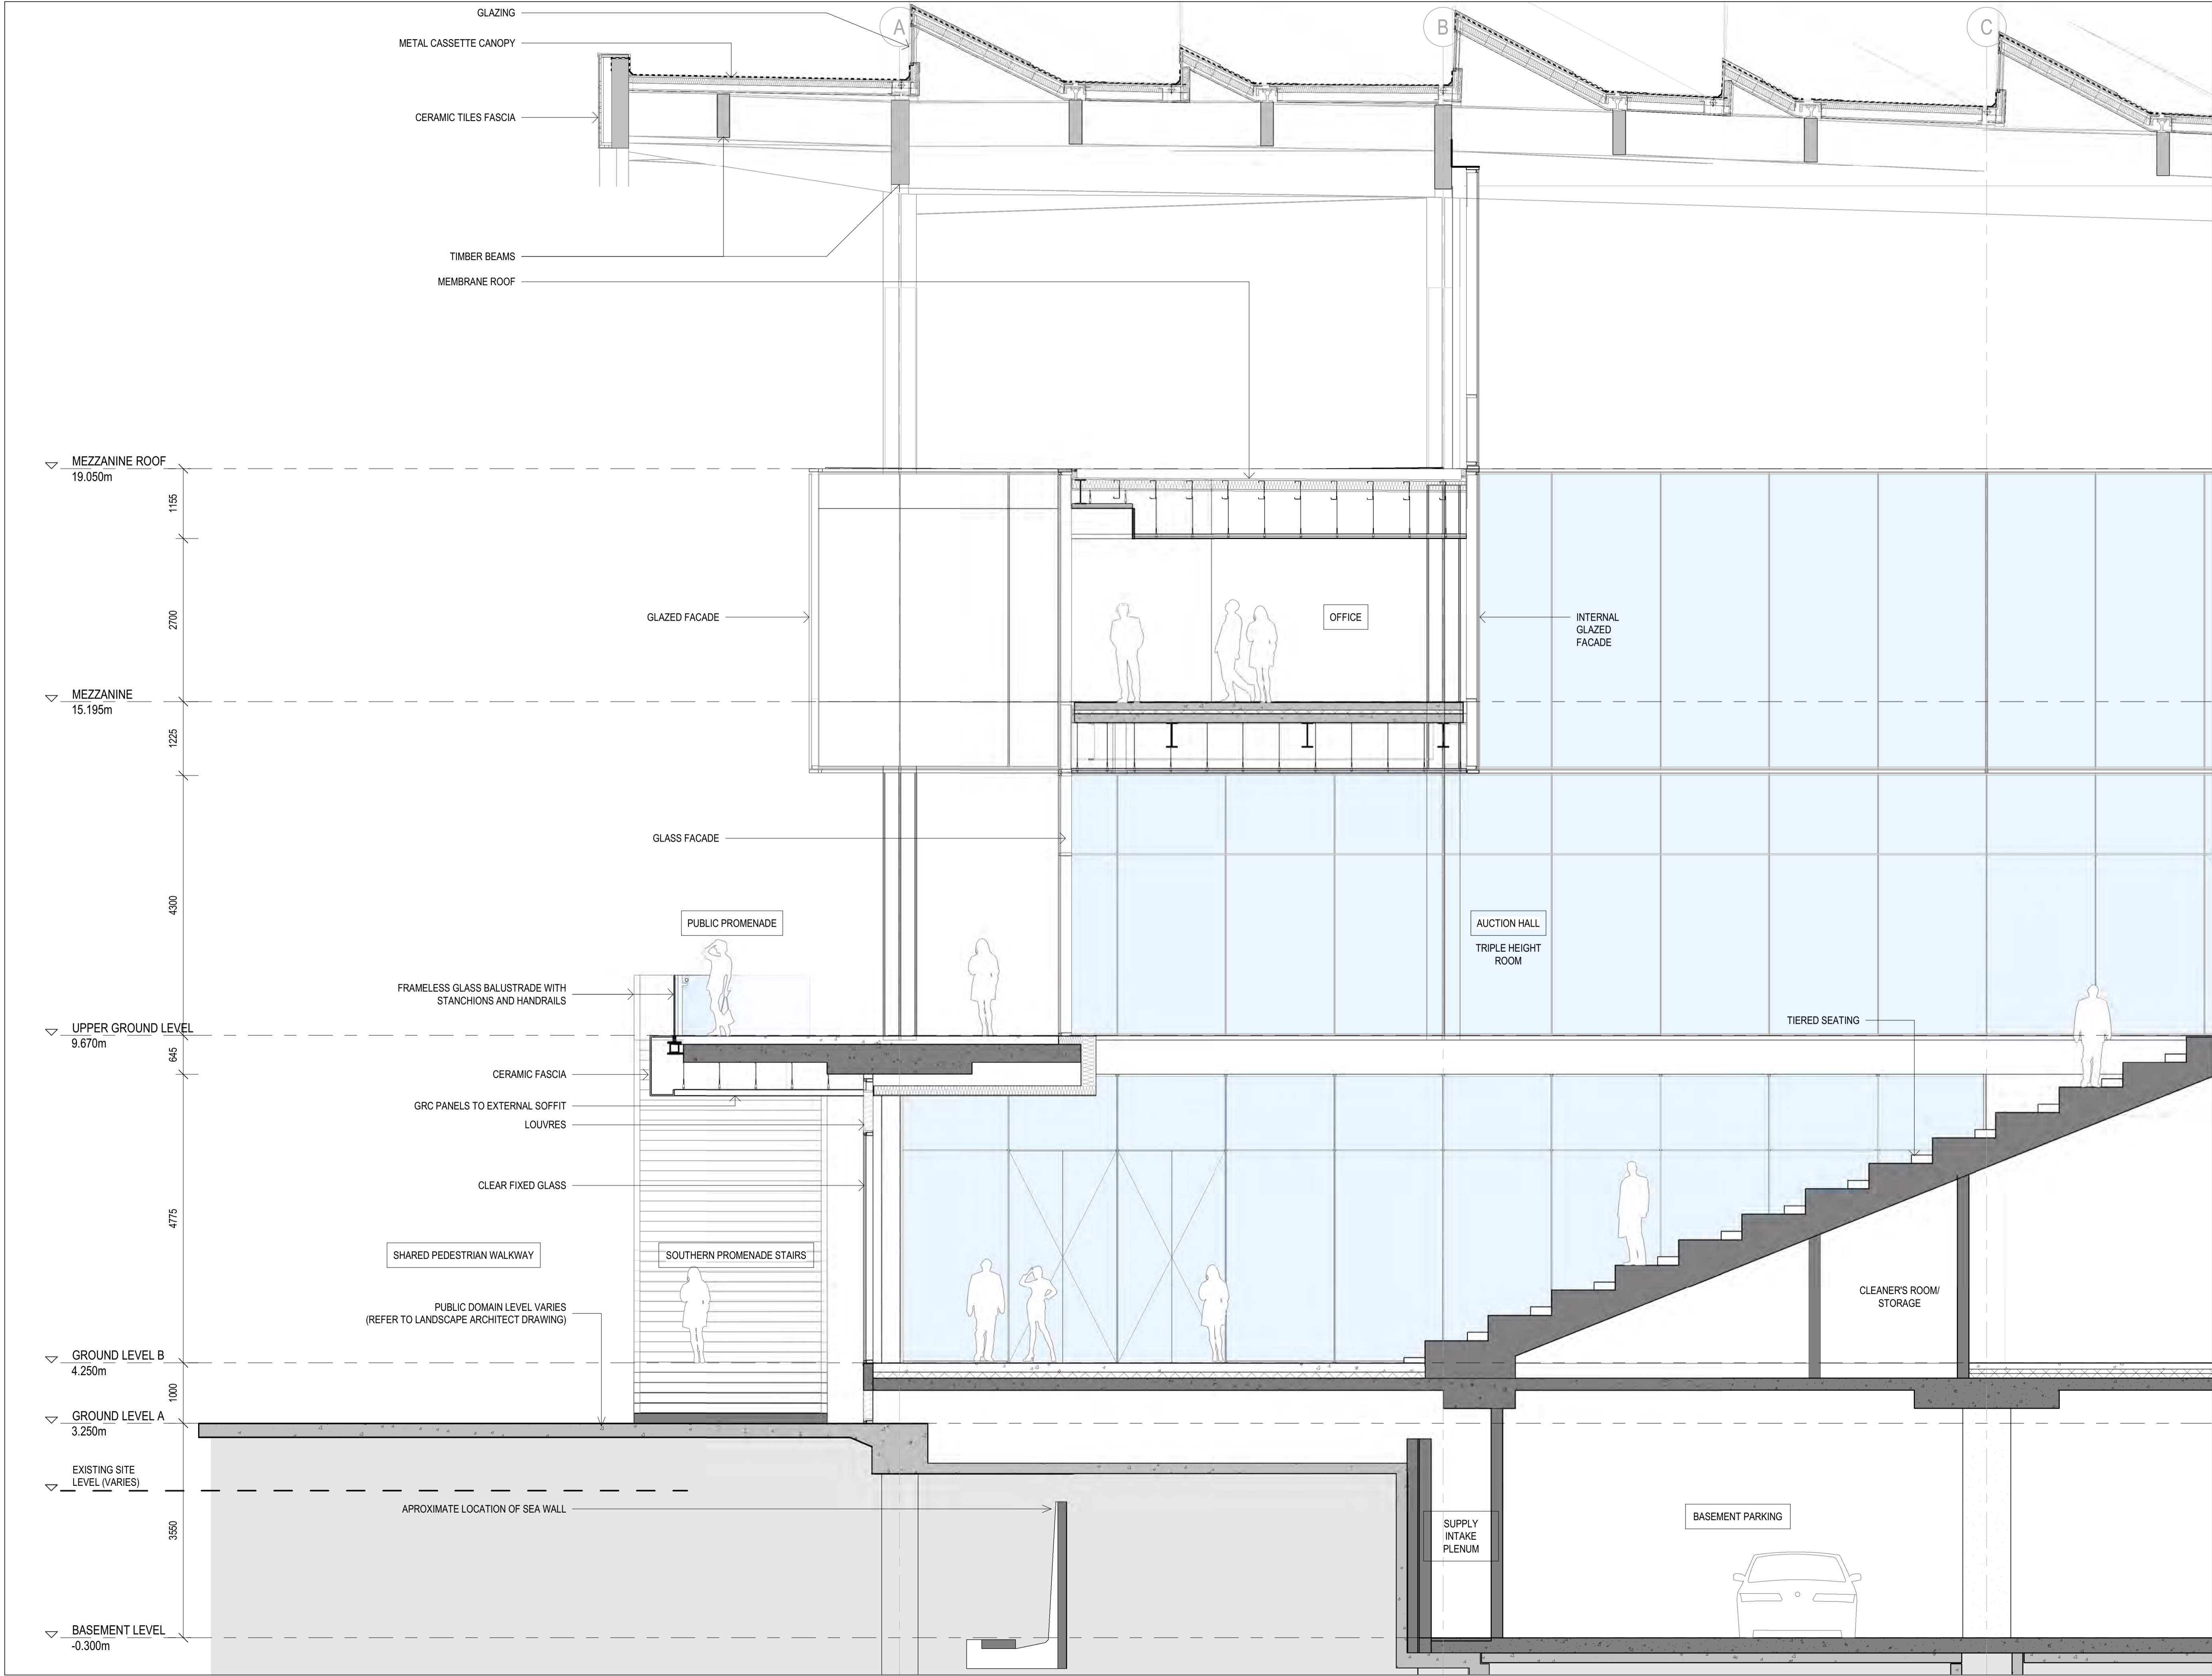 GLAZING
A
B
C
METAL CASSETTE CANOPY
CERAMIC TILES FASCIA
TIMBER BEAMS
MEMBRANE ROOF
MEZZANINE ROOF
19.050m
1155
2700
GLAZED FACADE
OFFICE
INTERNAL
GLAZED
FACADE
MEZZANINE
15.195m
1225
GLASS FACADE
4300
PUBLIC PROMENADE
AUCTION HALL
TRIPLE HEIGHT
ROOM
FRAMELESS GLASS BALUSTRADE WITH
STANCHIONS AND HANDRAILS
TIERED SEATING
UPPER GROUND LEVEL
9.670m
645
CERAMIC FASCIA
GRC PANELS TO EXTERNAL SOFFIT
LOUVRES
CLEAR FIXED GLASS
4775
SHARED PEDESTRIAN WALKWAY
SOUTHERN PROMENADE STAIRS
CLEANER'S ROOM/
STORAGE
PUBLIC DOMAIN LEVEL VARIES
(REFER TO LANDSCAPE ARCHITECT DRAWING)
GROUND LEVEL B
4.250m
1000
GROUND LEVEL A
3.250m
EXISTING SITE
LEVEL (VARIES)
APROXIMATE LOCATION OF SEA WALL
3550
SUPPLY
INTAKE
PLENUM
BASEMENT PARKING
BASEMENT LEVEL
-0.300m